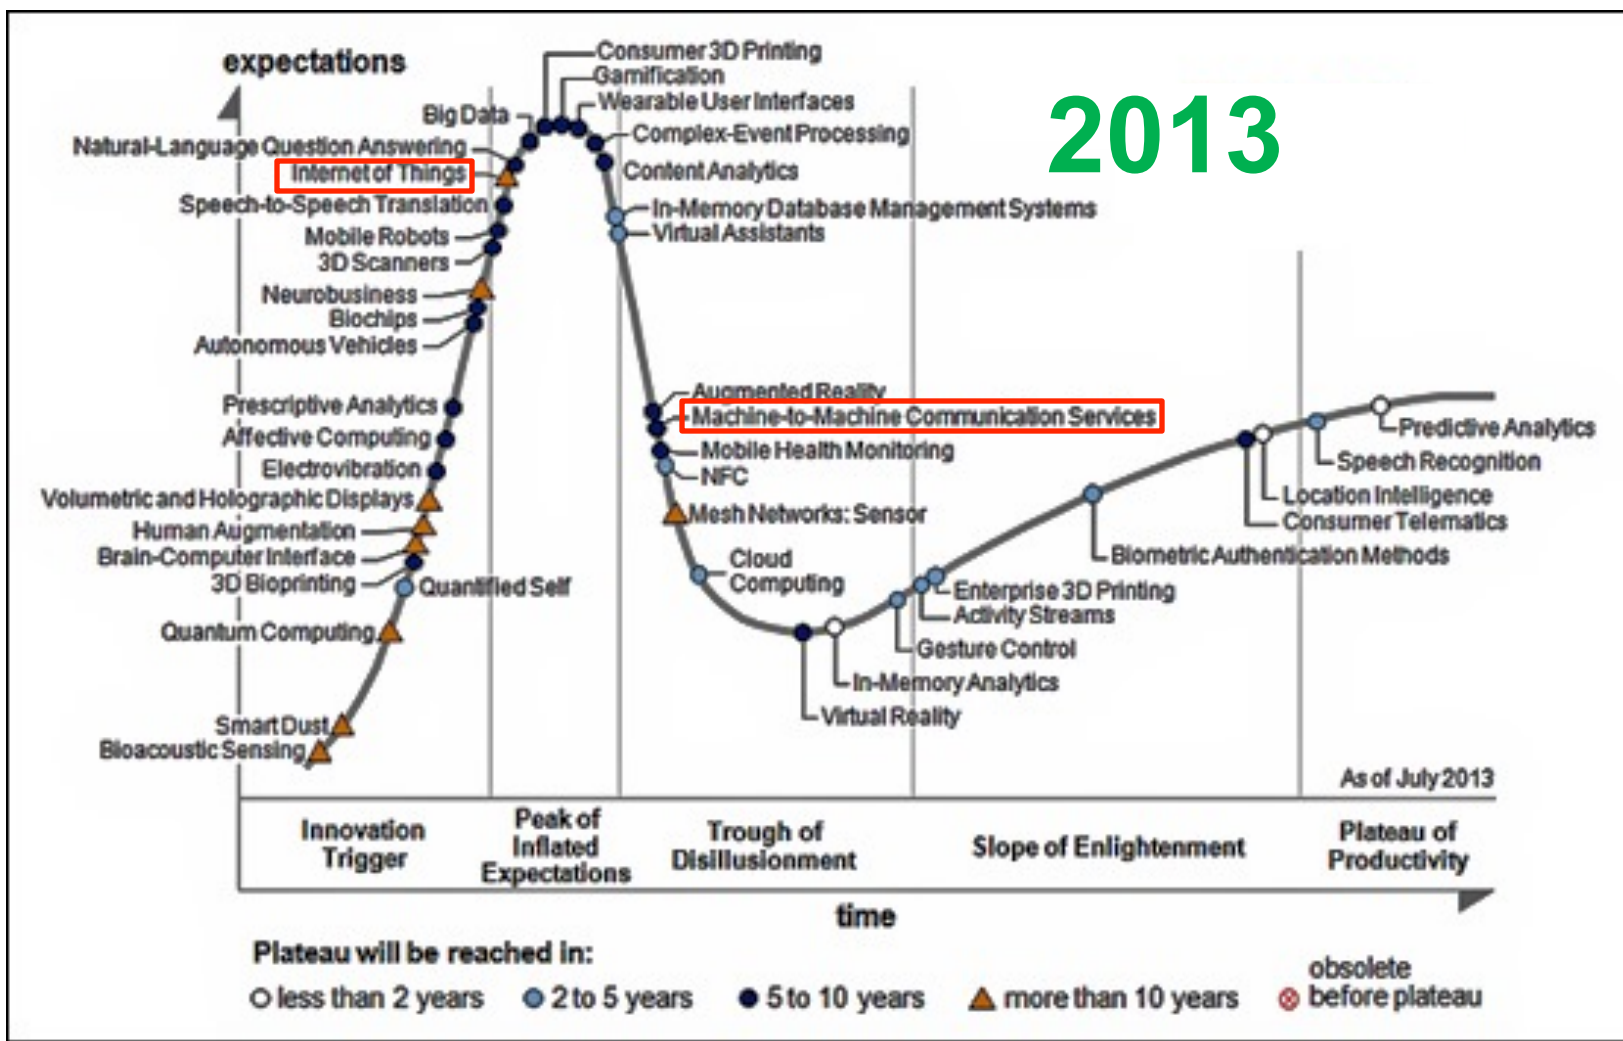 expectations
2013
Consumer 3D Printing
Gamification
Wearable User Interfaces
Big Data
Complex-Event Processing
Natural-Language Question Answering
Content Analytics
Internet of Things
Speech-to-Speech Translation
In-Memory Database Management Systems
Mobile Robots
Virtual Assistants
3D Scanners
Neurobusiness
Biochips
Autonomous Vehicles
Augmented Reality
Prescriptive Analytics
Machine-to-Machine Communication Services
Affective Computing
Mobile Health Monitoring
Electrovibration
NFC
Volumetric and Holographic Displays
Mesh Networks: Sensor
Human Augmentation
Brain-Computer Interface
Cloud
Computing
3D Bioprinting
Quantified Self
Quantum Computing
Smart Dust
Bioacoustic Sensing
Predictive Analytics
Speech Recognition
Location Intelligence
Consumer Telematics
Biometric Authentication Methods
Enterprise 3D Printing
Activity Streams
Gesture Control
In-Memory Analytics
Virtual Reality
As of July 2013
Innovation
Trigger
Peak of
Inflated
Expectations
Trough of
Disillusionment
Slope of Enlightenment
Plateau of
Productivity
time
Plateau will be reached in:
less than 2 years
2 to 5 years
5 to 10 years
more than 10 years
obsolete
before plateau